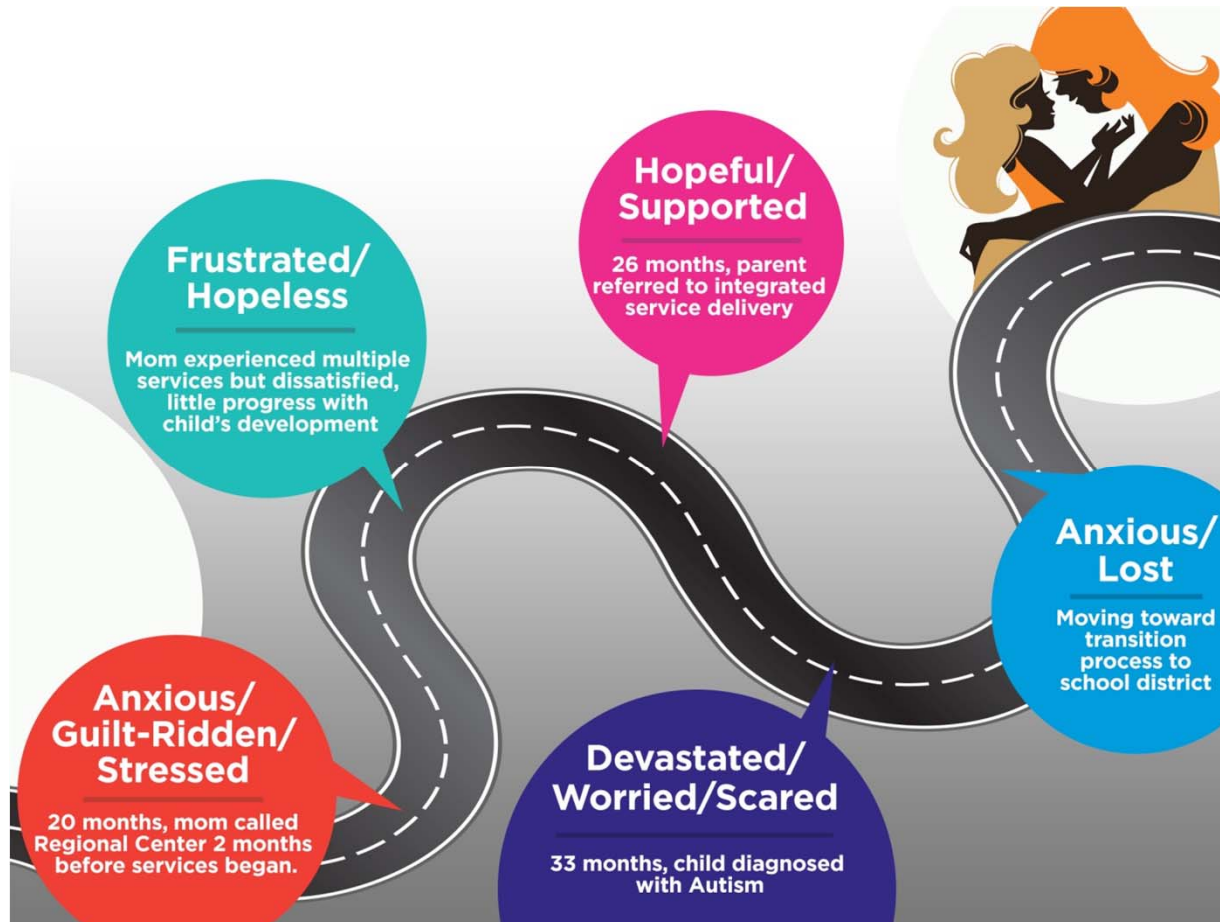 Anxious/
Guilt-Ridden/
Stressed
20 months, mom called
Regional Center 2 months
before services began.
Frustrated/
Hopeless
Mom experienced multiple
services but dissatisfied,
little progress with
child's development
Hopeful/
Supported
26 months, parent
referred to integrated
service delivery
Devastated/
Worried/Scared
33 months, child diagnosed
with Autism
Anxious/
Lost
Moving toward
transition
process to
school district